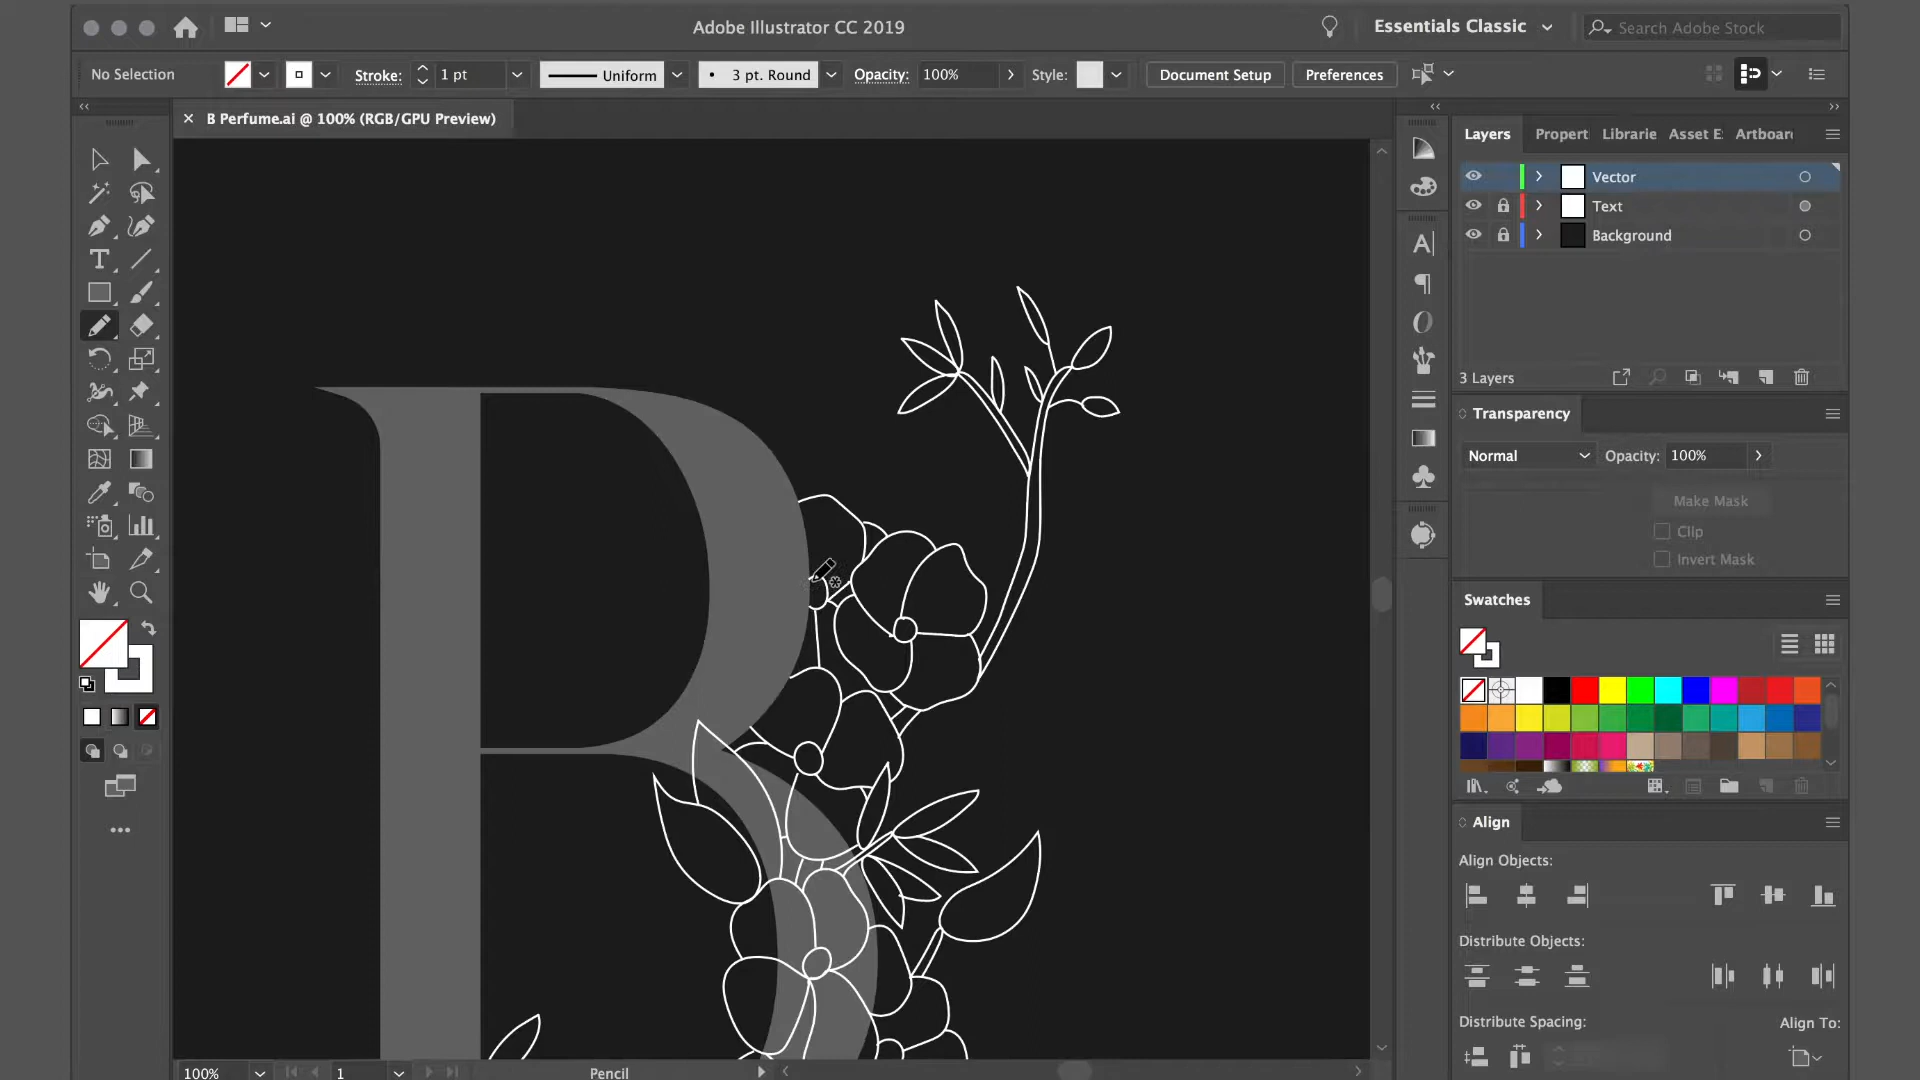 Adobe Illustrator CC 2019
Essentials Classic
Search Adobe Stock
No Selection
Stroke:
1 pt
Uniform
3 pt. Round
Opacity:
100%
Style:
Document Setup
Preferences
B Perfume.ai @ 100% (RGB/GPU Preview)
Layers
Propert
Librarie
Asset E
Artboar
Vector
Text
Background
3 Layers
Transparency
Normal
Opacity:
100%
Make Mask
Clip
Invert Mask
Swatches
Align
Align Objects:
Distribute Objects:
Distribute Spacing:
Align To:
B
100%
1
Pencil